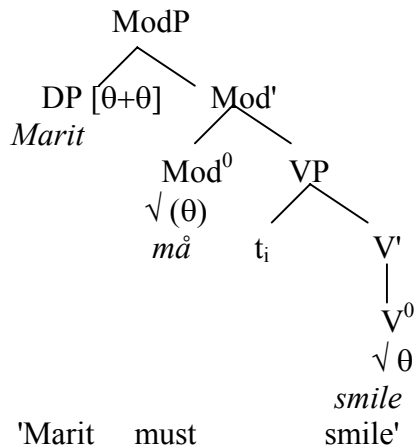 ModP
DP [θ+θ] Mod'
Marit
Mod⁰ VP
√ (θ)
må tᵢ V'
V⁰
√ θ
smile
'Marit must smile'